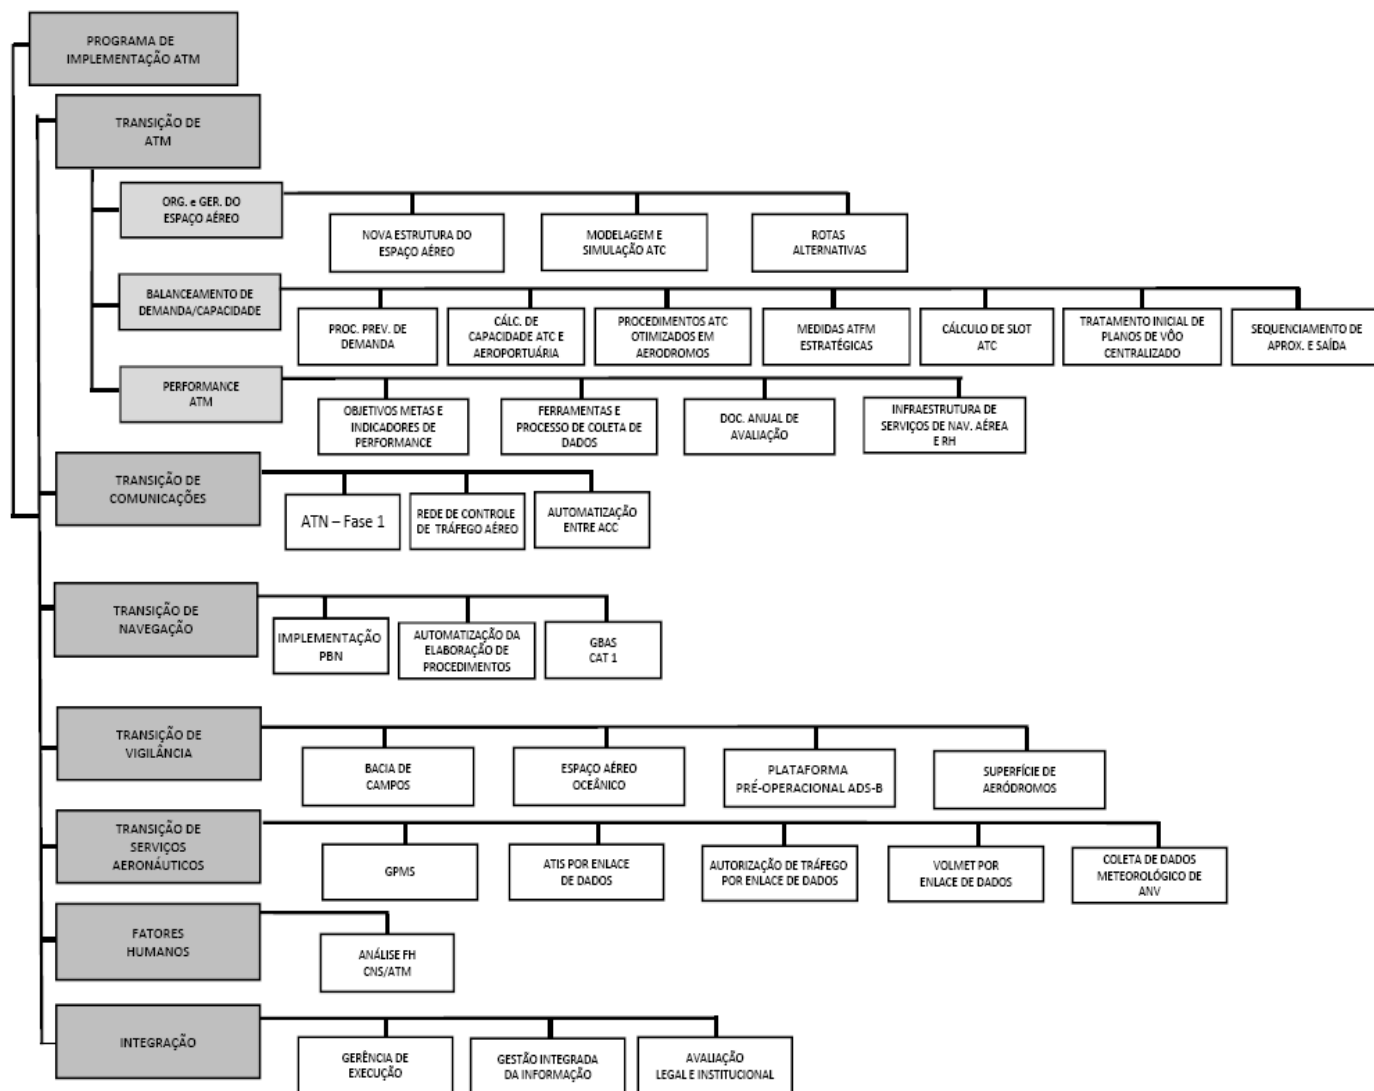 PROGRAMA DE
IMPLEMENTAÇÃO ATM
TRANSIÇÃO DE
ATM
ORG. e GER. DO
ESPAÇO AÉREO
NOVA ESTRUTURA DO
ESPAÇO AÉREO
MODELAGEM E
SIMULAÇÃO ATC
ROTAS
ALTERNATIVAS
BALANCEAMENTO DE
DEMANDA/CAPACIDADE
PROC. PREV. DE
DEMANDA
CÁLC. DE
CAPACIDADE ATC E
AEROPORTUÁRIA
PROCEDIMENTOS ATC
OTIMIZADOS EM
AERODROMOS
MEDIDAS ATFM
ESTRATÉGICAS
CÁLCULO DE SLOT
ATC
TRATAMENTO INICIAL DE
PLANOS DE VÔO
CENTRALIZADO
SEQUENCIAMENTO DE
APROX. E SAÍDA
PERFORMANCE
ATM
OBJETIVOS METAS E
INDICADORES DE
PERFORMANCE
FERRAMENTAS E
PROCESSO DE COLETA DE
DADOS
DOC. ANUAL DE
AVALIAÇÃO
INFRAESTRUTURA DE
SERVIÇOS DE NAV. AÉREA
E RH
TRANSIÇÃO DE
COMUNICAÇÕES
ATN – Fase 1
REDE DE CONTROLE
DE TRÁFEGO AÉREO
AUTOMATIZAÇÃO
ENTRE ACC
TRANSIÇÃO DE
NAVEGAÇÃO
IMPLEMENTAÇÃO
PBN
AUTOMATIZAÇÃO DA
ELABORAÇÃO DE
PROCEDIMENTOS
GBAS
CAT 1
TRANSIÇÃO DE
VIGILÂNCIA
BACIA DE
CAMPOS
ESPAÇO AÉREO
OCEÂNICO
PLATAFORMA
PRÉ-OPERACIONAL ADS-B
SUPERFÍCIE DE
AERÓDROMOS
TRANSIÇÃO DE
SERVIÇOS
AERONÁUTICOS
GPMS
ATIS POR ENLACE
DE DADOS
AUTORIZAÇÃO DE TRÁFEGO
POR ENLACE DE DADOS
VOLMET POR
ENLACE DE DADOS
COLETA DE DADOS
METEOROLÓGICO DE
ANV
FATORES
HUMANOS
ANÁLISE FH
CNS/ATM
INTEGRAÇÃO
GERÊNCIA DE
EXECUÇÃO
GESTÃO INTEGRADA
DA INFORMAÇÃO
AVALIAÇÃO
LEGAL E INSTITUCIONAL